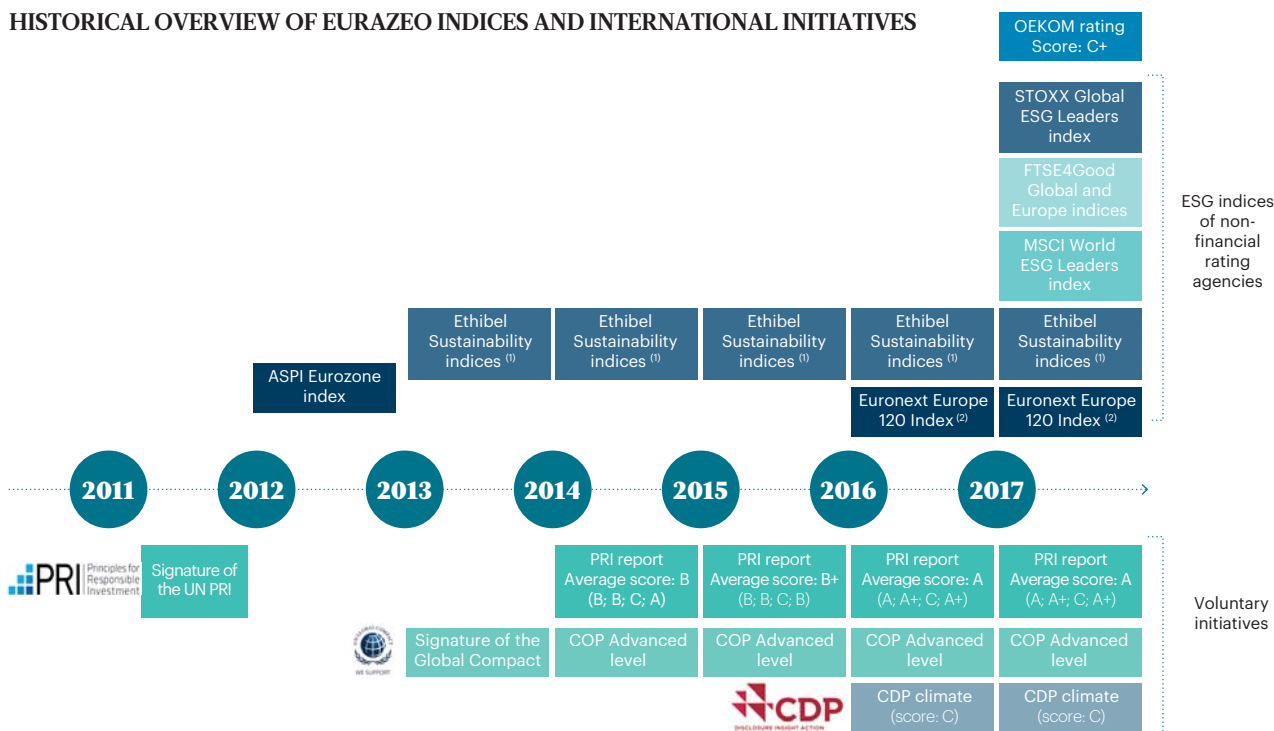 HISTORICAL OVERVIEW OF EURAZEO INDICES AND INTERNATIONAL INITIATIVES
OEKOM rating
Score: C+
STOXX Global
ESG Leaders
index
FTSE4Good
Global and
Europe indices
MSCI World
ESG Leaders
index
ESG indices
of non-
financial
rating
agencies
Ethibel
Sustainability
indices (1)
Ethibel
Sustainability
indices (1)
Ethibel
Sustainability
indices (1)
Ethibel
Sustainability
indices (1)
Ethibel
Sustainability
indices (1)
ASPI Eurozone
index
Euronext Europe
120 Index (2)
Euronext Europe
120 Index (2)
2011
2012
2013
2014
2015
2016
2017
PRI
Principles for
Responsible
Investment
Signature of
the UN PRI
PRI report
Average score: B
(B; B; C; A)
PRI report
Average score: B+
(B; B; C; B)
PRI report
Average score: A
(A; A+; C; A+)
PRI report
Average score: A
(A; A+; C; A+)
Voluntary
initiatives
WE SUPPORT
Signature of the
Global Compact
COP Advanced
level
COP Advanced
level
COP Advanced
level
COP Advanced
level
CDP
DISCLOSURE INSIGHT ACTION
CDP climate
(score: C)
CDP climate
(score: C)